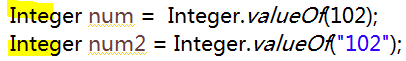 Integer num =  Integer.valueOf(102);
Integer num2 = Integer.valueOf("102");